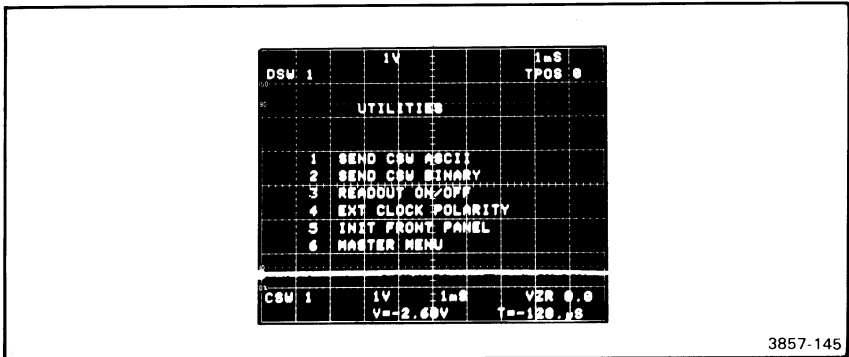 1V 1mS
DSW 1 TPOS 0
UTILITIES
1 SEND CSW ASCII
2 SEND CSW BINARY
3 READOUT ON/OFF
4 EXT CLOCK POLARITY
5 INIT FRONT PANEL
6 MASTER MENU
CSW 1 1V 1mS VZR 0.0
V=-2.60V T=-120.µS
3857-145